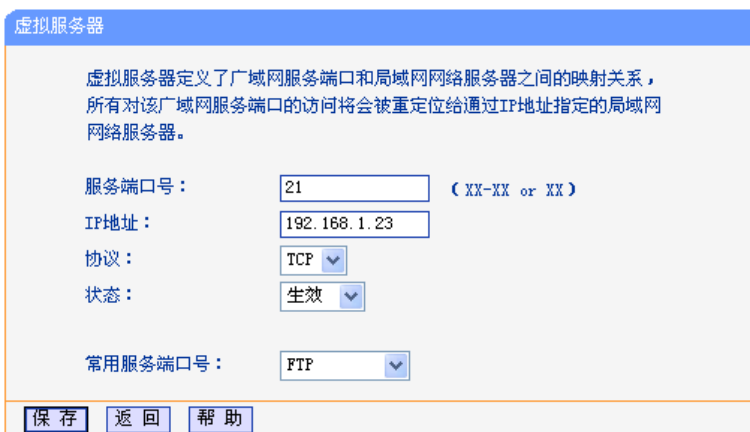 虚拟服务器
虚拟服务器定义了广域网服务端口和局域网网络服务器之间的映射关系，
所有对该广域网服务端口的访问将会被重定位给通过IP地址指定的局域网
网络服务器。
服务端口号： 21 （XX-XX or XX）
IP地址： 192.168.1.23
协议： TCP
状态： 生效
常用服务端口号： FTP
保 存 返 回 帮 助